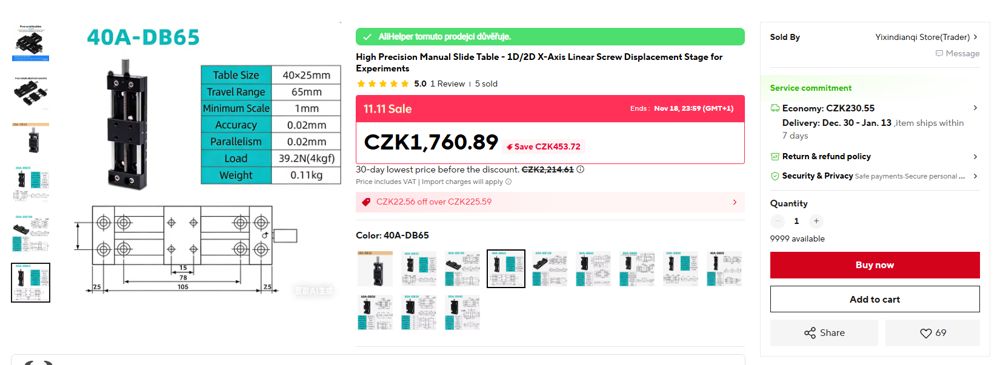 40A-DB65
Table Size 40×25mm
Travel Range 65mm
Minimum Scale 1mm
Accuracy 0.02mm
Parallelism 0.02mm
Load 39.2N(4kgf)
Weight 0.11kg
15
78
2.5 105 2.5
AliHelper tomuto prodejci důvěřuje.
High Precision Manual Slide Table - 1D/2D X-Axis Linear Screw Displacement Stage for
Experiments
5.0 1 Review | 5 sold
11.11 Sale Ends : Nov 18, 23:59 (GMT+1)
CZK1,760.89 Save CZK453.72
30-day lowest price before the discount. CZK2,214.61
Price includes VAT | Import charges will apply
CZK22.56 off over CZK225.59
Color: 40A-DB65
Sold By Yixindianqi Store(Trader)
Message
Service commitment
Economy: CZK230.55
Delivery: Dec. 30 - Jan. 13 ,item ships within
7 days
Return & refund policy
Security & Privacy Safe payments·Secure personal ...
Quantity
1
9999 available
Buy now
Add to cart
Share
69